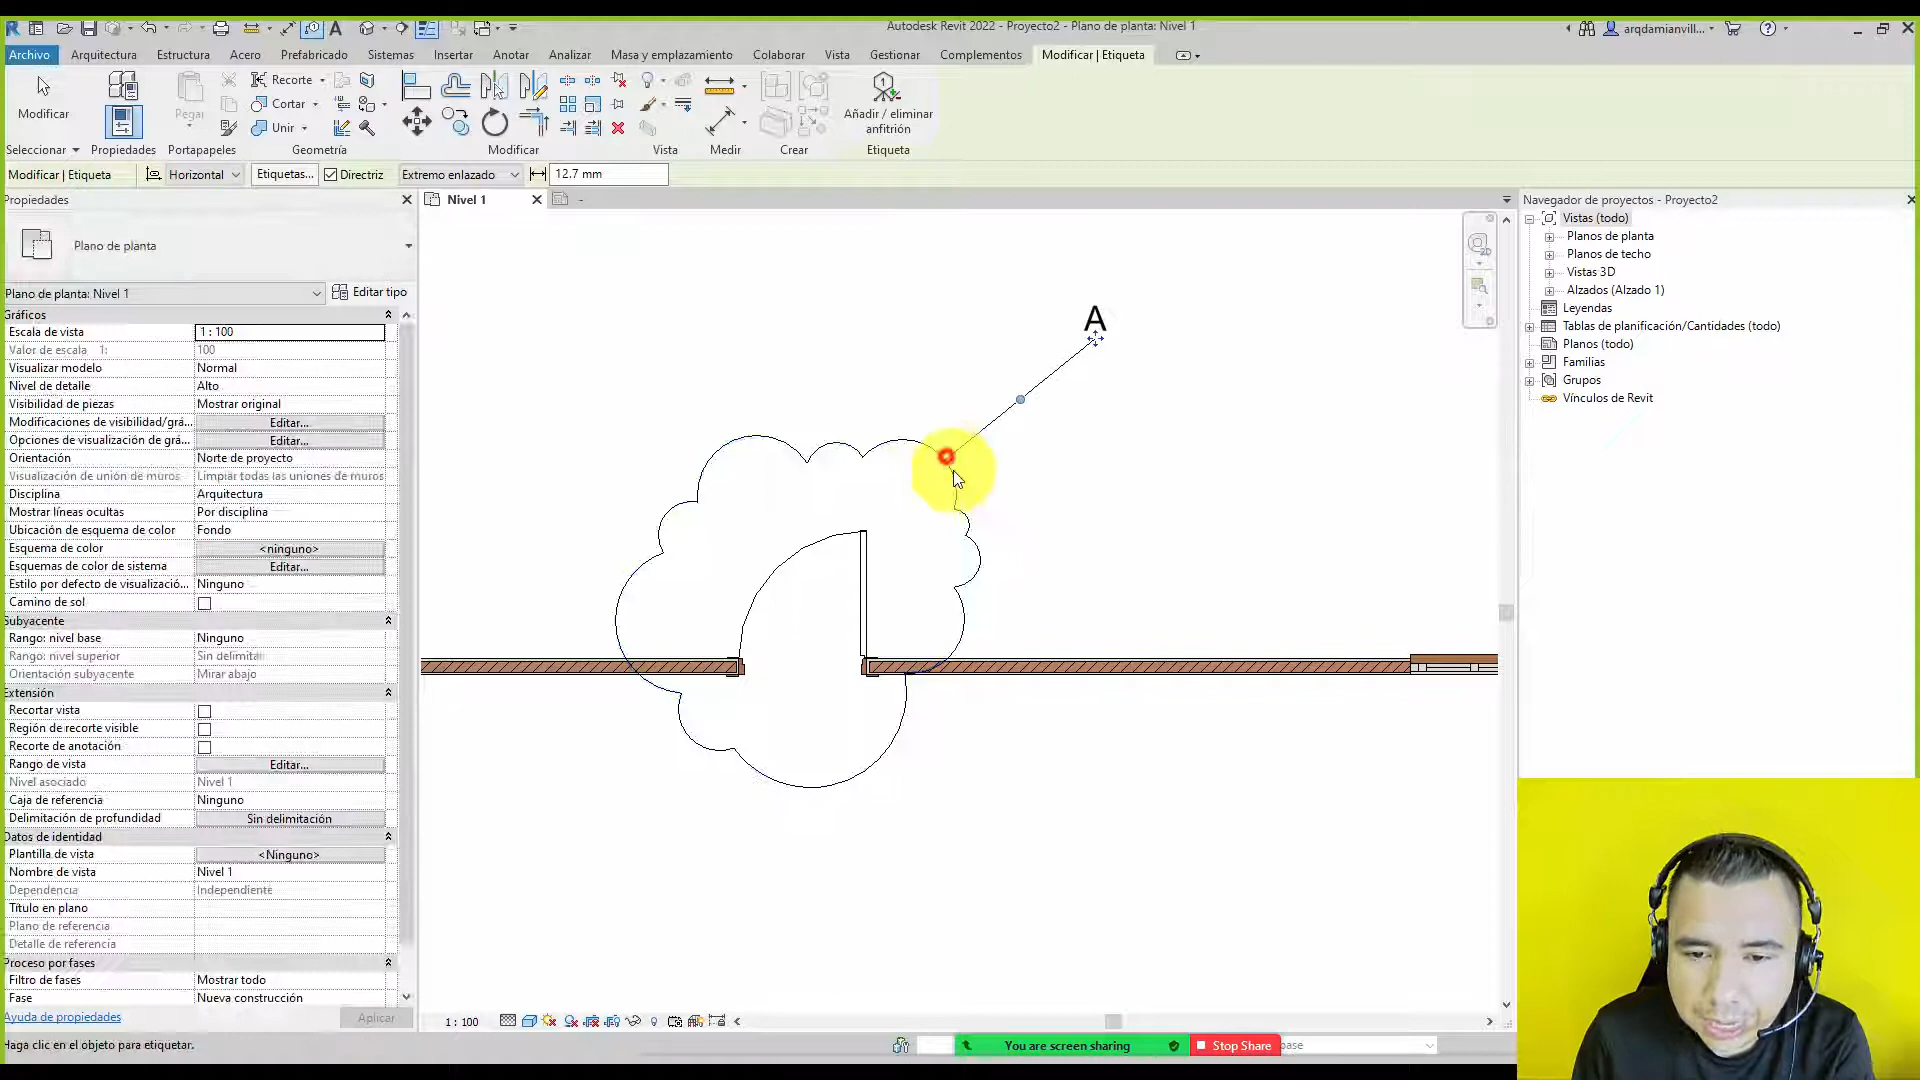 Autodesk Revit 2022 - Proyecto2 - Plano de planta: Nivel 1
arqdamianvill...
Archivo Arquitectura Estructura Acero Prefabricado Sistemas Insertar Anotar Analizar Masa y emplazamiento Colaborar Vista Gestionar Complementos Modificar | Etiqueta
Modificar
Pegar
Recorte
Cortar
Unir
Añadir / eliminar
anfitrión
Seleccionar Propiedades Portapapeles Geometría Modificar Vista Medir Crear Etiqueta
Modificar | Etiqueta Horizontal Etiquetas... Directriz Extremo enlazado 12.7 mm
Propiedades
Plano de planta
Plano de planta: Nivel 1 Editar tipo
Gráficos
Escala de vista 1 : 100
Valor de escala 1: 100
Visualizar modelo Normal
Nivel de detalle Alto
Visibilidad de piezas Mostrar original
Modificaciones de visibilidad/grá... Editar...
Opciones de visualización de grá... Editar...
Orientación Norte de proyecto
Visualización de unión de muros Limpiar todas las uniones de muros
Disciplina Arquitectura
Mostrar líneas ocultas Por disciplina
Ubicación de esquema de color Fondo
Esquema de color <ninguno>
Esquemas de color de sistema Editar...
Estilo por defecto de visualizació... Ninguno
Camino de sol
Subyacente
Rango: nivel base Ninguno
Rango: nivel superior Sin delimita
Orientación subyacente Mirar abajo
Extensión
Recortar vista
Región de recorte visible
Recorte de anotación
Rango de vista Editar...
Nivel asociado Nivel 1
Caja de referencia Ninguno
Delimitación de profundidad Sin delimitación
Datos de identidad
Plantilla de vista <Ninguno>
Nombre de vista Nivel 1
Dependencia Independiente
Título en plano
Plano de referencia
Detalle de referencia
Proceso por fases
Filtro de fases Mostrar todo
Fase Nueva construcción
Ayuda de propiedades Aplicar
Haga clic en el objeto para etiquetar.
Nivel 1
-
A
1 : 100
You are screen sharing Stop Share base
Navegador de proyectos - Proyecto2
Vistas (todo)
Planos de planta
Planos de techo
Vistas 3D
Alzados (Alzado 1)
Leyendas
Tablas de planificación/Cantidades (todo)
Planos (todo)
Familias
Grupos
Vínculos de Revit